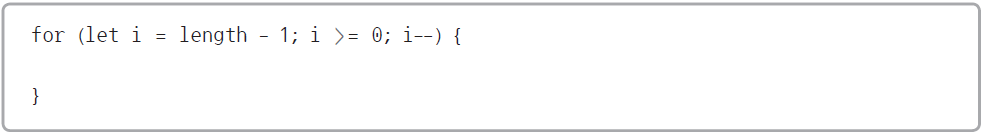 for (let i = length - 1; i >= 0; i--) {
}